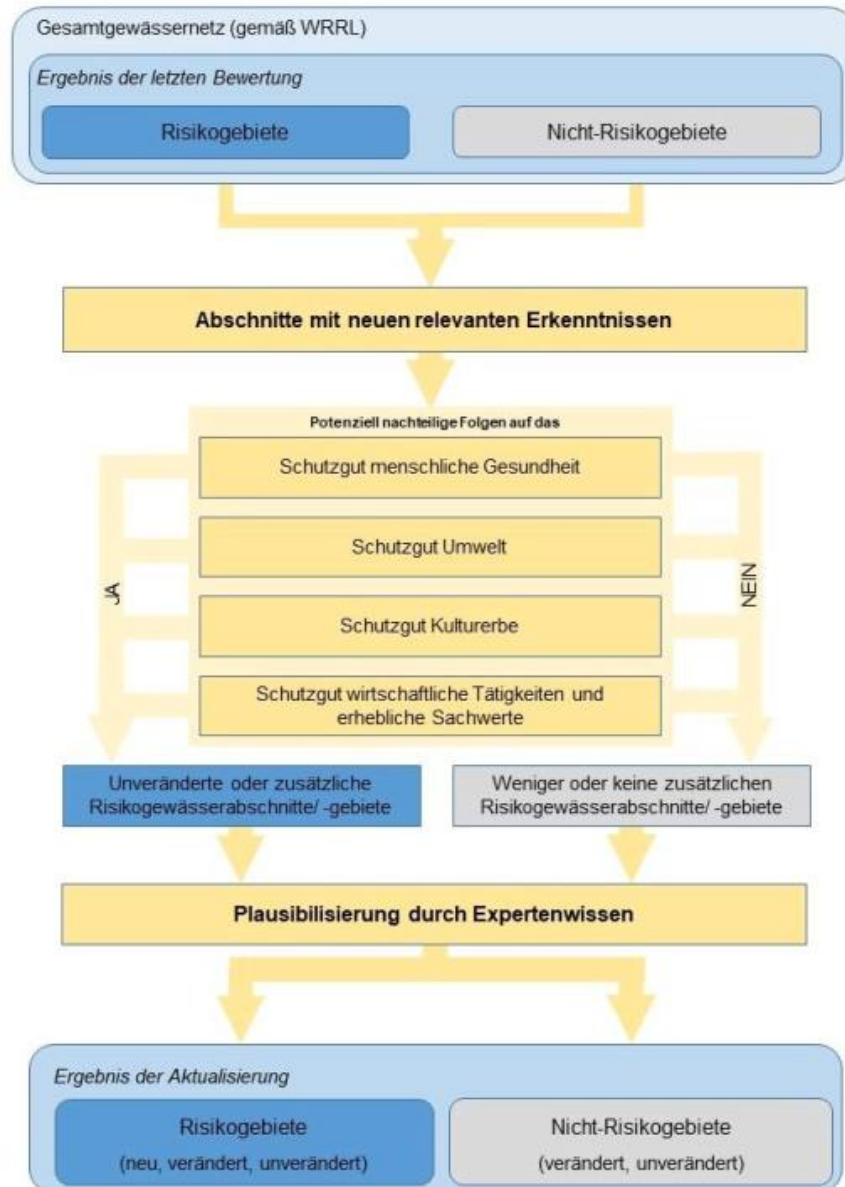 Gesamtgewässernetz (gemäß WRRL)
Ergebnis der letzten Bewertung
Risikogebiete
Nicht-Risikogebiete
Abschnitte mit neuen relevanten Erkenntnissen
Potenziell nachteilige Folgen auf das
Schutzgut menschliche Gesundheit
Schutzgut Umwelt
Schutzgut Kulturerbe
Schutzgut wirtschaftliche Tätigkeiten und
erhebliche Sachwerte
JA
NEIN
Unveränderte oder zusätzliche
Risikogewässerabschnitte/ -gebiete
Weniger oder keine zusätzlichen
Risikogewässerabschnitte/ -gebiete
Plausibilisierung durch Expertenwissen
Ergebnis der Aktualisierung
Risikogebiete
(neu, verändert, unverändert)
Nicht-Risikogebiete
(verändert, unverändert)